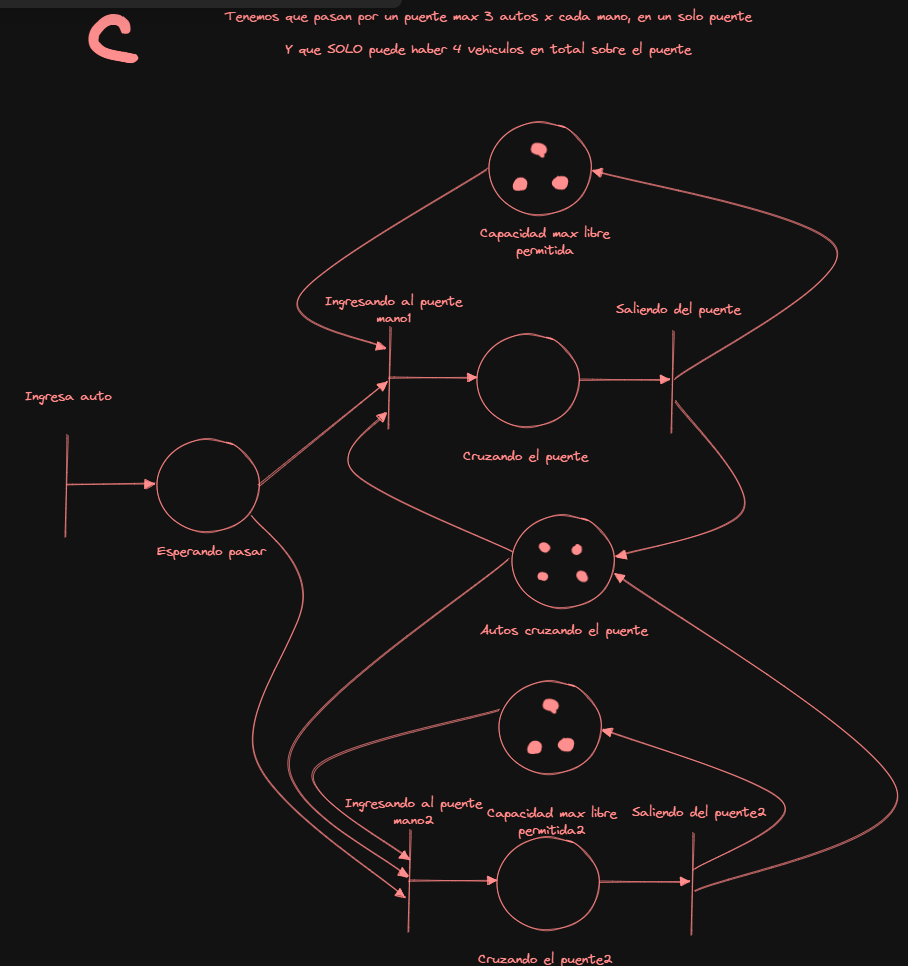 C
Tenemos que pasan por un puente max 3 autos x cada mano, en un solo puente
Y que SOLO puede haber 4 vehiculos en total sobre el puente
Capacidad max libre
permitida
Ingresando al puente
mano1
Saliendo del puente
Ingresa auto
Cruzando el puente
Esperando pasar
Autos cruzando el puente
Ingresando al puente
mano2
Capacidad max libre
permitida2
Saliendo del puente2
Cruzando el puente2